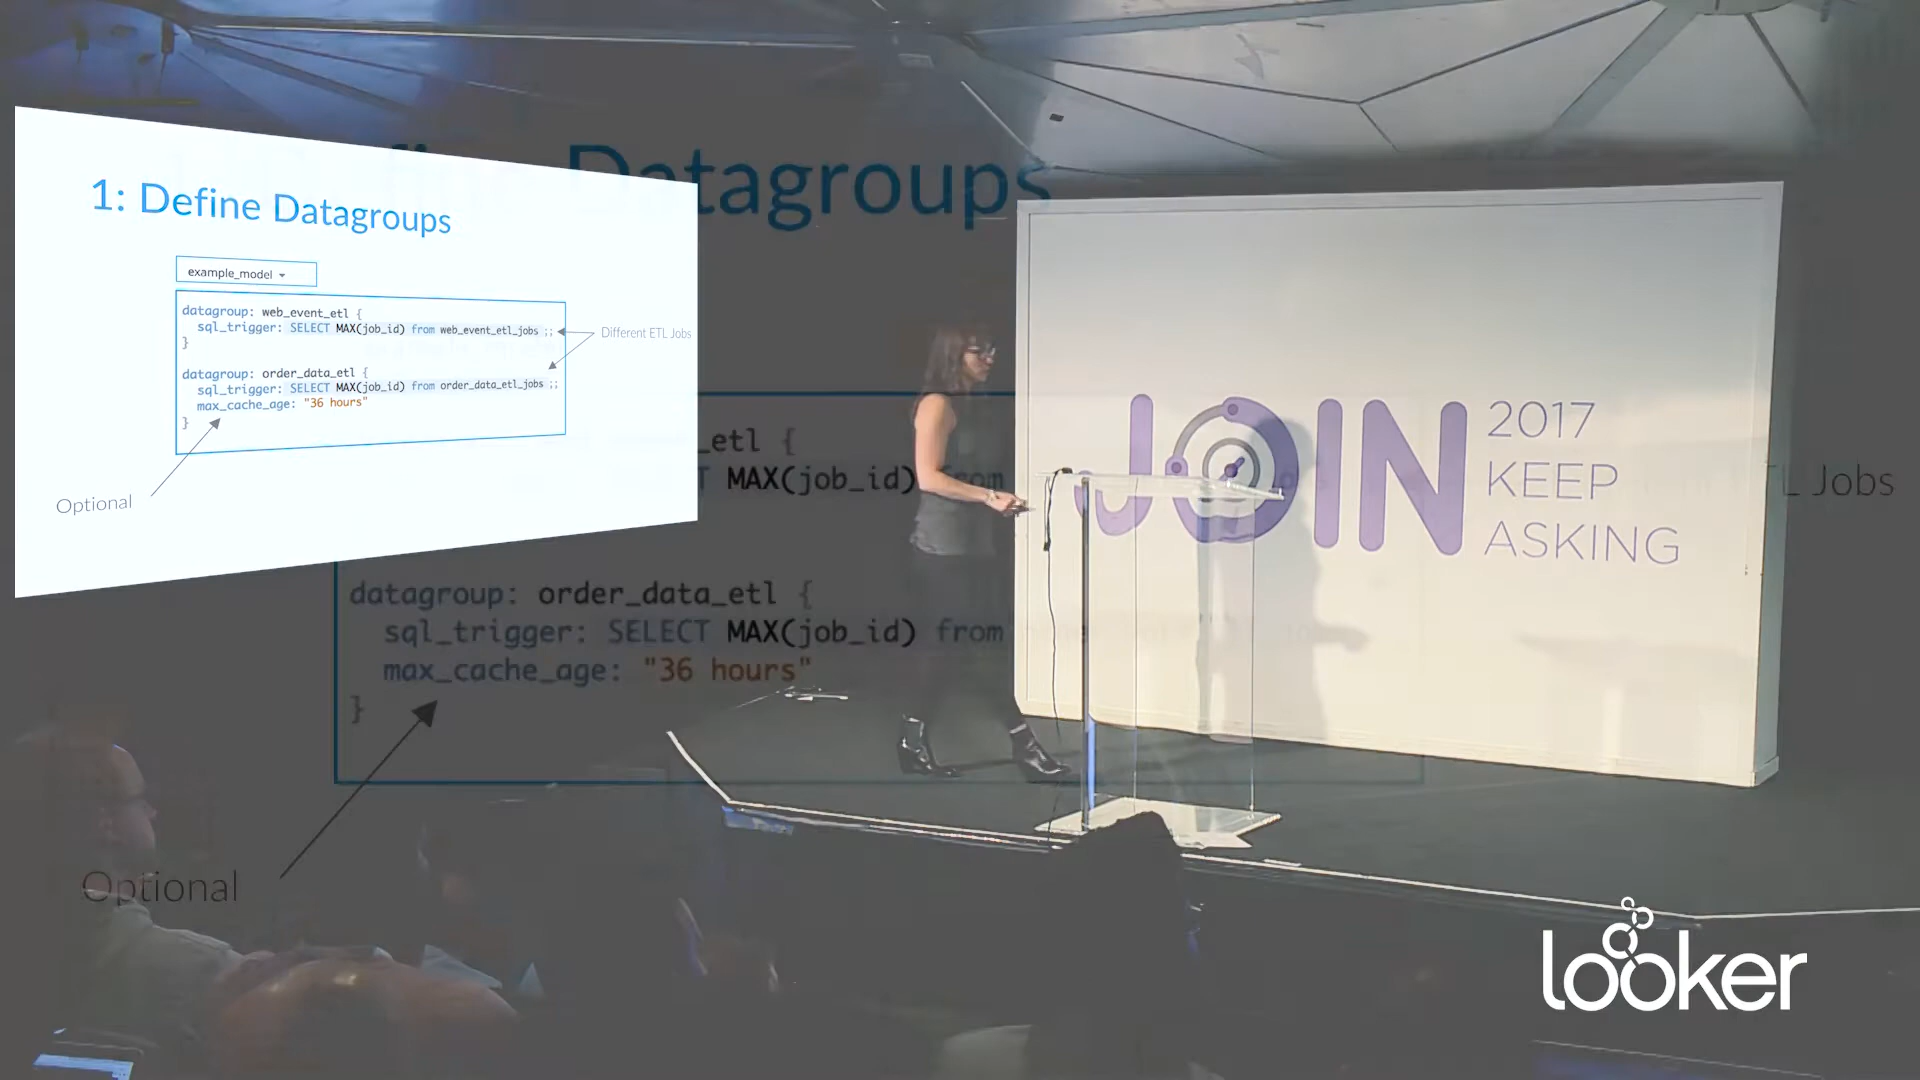 1: Define Datagroups
example_model
datagroup: web_event_etl {
sql_trigger: SELECT MAX(job_id) from web_event_etl_jobs ;;
}
datagroup: order_data_etl {
sql_trigger: SELECT MAX(job_id) from order_data_etl_jobs ;;
max_cache_age: "36 hours"
}
Different ETL Jobs
Optional
Datagroups
_etl {
MAX(job_id) from
L Jobs
datagroup: order_data_etl {
sql_trigger: SELECT MAX(job_id) from
max_cache_age: "36 hours"
}
Optional
JOIN
2017
KEEP
ASKING
looker